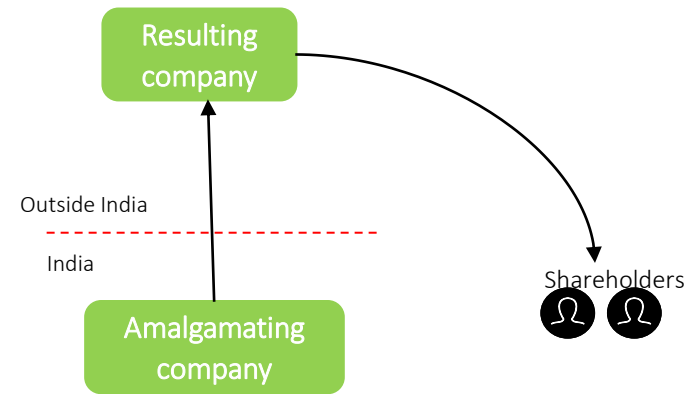 Resulting
company
Outside India
India
Shareholders
Amalgamating
company